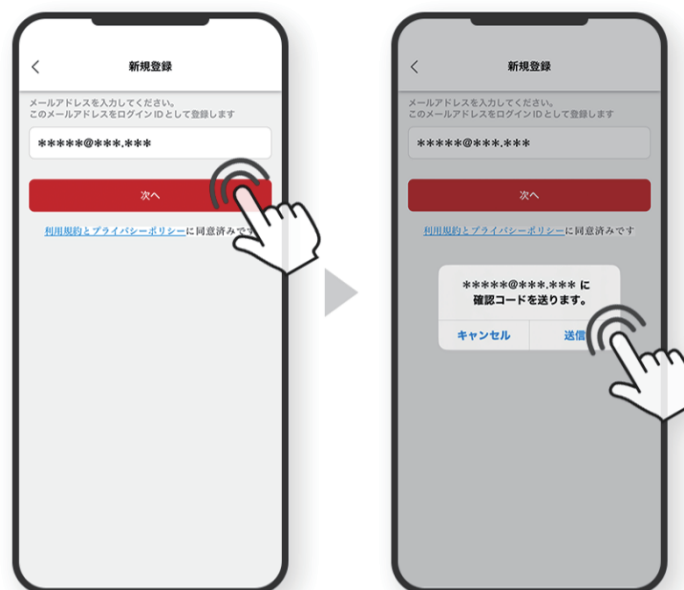 新規登録
メールアドレスを入力してください。
このメールアドレスをログインIDとして登録します
*****@***.***
次へ
利用規約とプライバシーポリシーに同意済みです
新規登録
メールアドレスを入力してください。
このメールアドレスをログインIDとして登録します
*****@***.***
次へ
利用規約とプライバシーポリシーに同意済みです
*****@***.*** に
確認コードを送ります。
キャンセル
送信